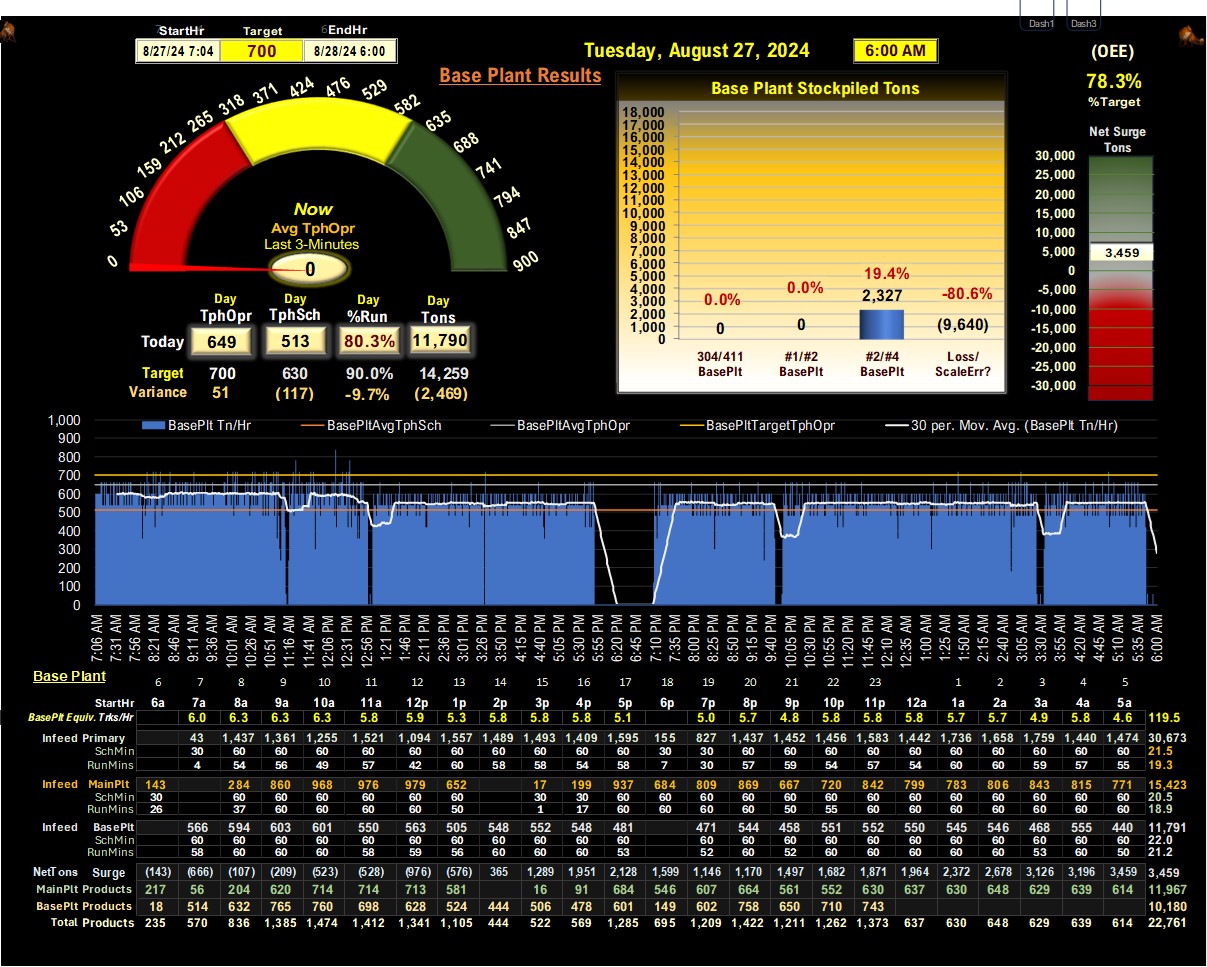 Dash1 Dash3
StartHr Target EndHr
8/27/24 7:04 700 8/28/24 6:00
Tuesday, August 27, 2024 6:00 AM
(OEE)
78.3%
%Target
Base Plant Results
0 53 106 159 212 265 318 371 424 476 529 582 635 688 741 794 847 900
Now
Avg TphOpr
Last 3-Minutes
0
Day Day Day Day
TphOpr TphSch %Run Tons
Today 649 513 80.3% 11,790
Target 700 630 90.0% 14,259
Variance 51 (117) -9.7% (2,469)
Base Plant Stockpiled Tons
18,000
17,000
16,000
15,000
14,000
13,000
12,000
11,000
10,000
9,000
8,000
7,000
6,000
5,000
4,000
3,000
2,000
1,000
0
0.0% 0.0% 19.4% -80.6%
0 0 2,327 (9,640)
304/411 #1/#2 #2/#4 Loss/
BasePlt BasePlt BasePlt ScaleErr?
Net Surge
Tons
30,000
25,000
20,000
15,000
10,000
5,000
0
-5,000
-10,000
-15,000
-20,000
-25,000
-30,000
3,459
BasePlt Tn/Hr BasePltAvgTphSch BasePltAvgTphOpr BasePltTargetTphOpr 30 per. Mov. Avg. (BasePlt Tn/Hr)
1,000
900
800
700
600
500
400
300
200
100
0
7:06 AM 7:31 AM 7:56 AM 8:21 AM 8:46 AM 9:11 AM 9:36 AM 10:01 AM 10:26 AM 10:51 AM 11:16 AM 11:41 AM 12:06 PM 12:31 PM 12:56 PM 1:21 PM 1:46 PM 2:11 PM 2:36 PM 3:01 PM 3:26 PM 3:50 PM 4:15 PM 4:40 PM 5:05 PM 5:30 PM 5:55 PM 6:20 PM 6:45 PM 7:10 PM 7:35 PM 8:00 PM 8:25 PM 8:50 PM 9:15 PM 9:40 PM 10:05 PM 10:30 PM 10:55 PM 11:20 PM 11:45 PM 12:10 AM 12:35 AM 1:00 AM 1:25 AM 1:50 AM 2:15 AM 2:40 AM 3:05 AM 3:30 AM 3:55 AM 4:20 AM 4:45 AM 5:10 AM 5:35 AM 6:00 AM
Base Plant
6 7 8 9 10 11 12 13 14 15 16 17 18 19 20 21 22 23 1 2 3 4 5
StartHr 6a 7a 8a 9a 10a 11a 12p 1p 2p 3p 4p 5p 6p 7p 8p 9p 10p 11p 12a 1a 2a 3a 4a 5a
BasePlt Equiv. Trks/Hr 6.0 6.3 6.3 6.3 5.8 5.9 5.3 5.8 5.8 5.8 5.1 5.0 5.7 4.8 5.8 5.8 5.8 5.7 5.7 4.9 5.8 4.6 119.5
Infeed Primary 43 1,437 1,361 1,255 1,521 1,094 1,557 1,489 1,493 1,409 1,595 155 827 1,437 1,452 1,456 1,583 1,442 1,736 1,658 1,759 1,440 1,474 30,673
SchMin 30 60 60 60 60 60 60 60 60 60 60 30 30 60 60 60 60 60 60 60 60 60 60 21.5
RunMins 4 54 56 49 57 42 60 58 58 54 58 7 30 57 59 54 57 54 60 60 59 57 55 19.3
Infeed MainPlt 143 284 860 968 976 979 652 17 199 937 684 809 869 667 720 842 799 783 806 843 815 771 15,423
SchMin 30 60 60 60 60 60 60 30 30 60 60 60 60 60 60 60 60 60 60 60 60 60 20.5
RunMins 26 37 60 60 60 60 50 1 17 60 60 60 60 50 55 60 60 60 60 60 60 60 18.9
Infeed BasePlt 566 594 603 601 550 563 505 548 552 548 481 471 544 458 551 552 550 545 546 468 555 440 11,791
SchMin 60 60 60 60 60 60 60 60 60 60 60 60 60 60 60 60 60 60 60 60 60 60 22.0
RunMins 58 60 60 60 58 59 56 60 60 60 53 52 60 52 60 60 60 60 60 53 60 50 21.2
NetTons Surge (143) (666) (107) (209) (523) (528) (976) (576) 365 1,289 1,951 2,128 1,599 1,146 1,170 1,497 1,682 1,871 1,964 2,372 2,678 3,126 3,196 3,459 3,459
MainPlt Products 217 56 204 620 714 714 713 581 16 91 684 546 607 664 561 552 630 637 630 648 629 639 614 11,967
BasePlt Products 18 514 632 765 760 698 628 524 444 506 478 601 149 602 758 650 710 743 10,180
Total Products 235 570 836 1,385 1,474 1,412 1,341 1,105 444 522 569 1,285 695 1,209 1,422 1,211 1,262 1,373 637 630 648 629 639 614 22,761